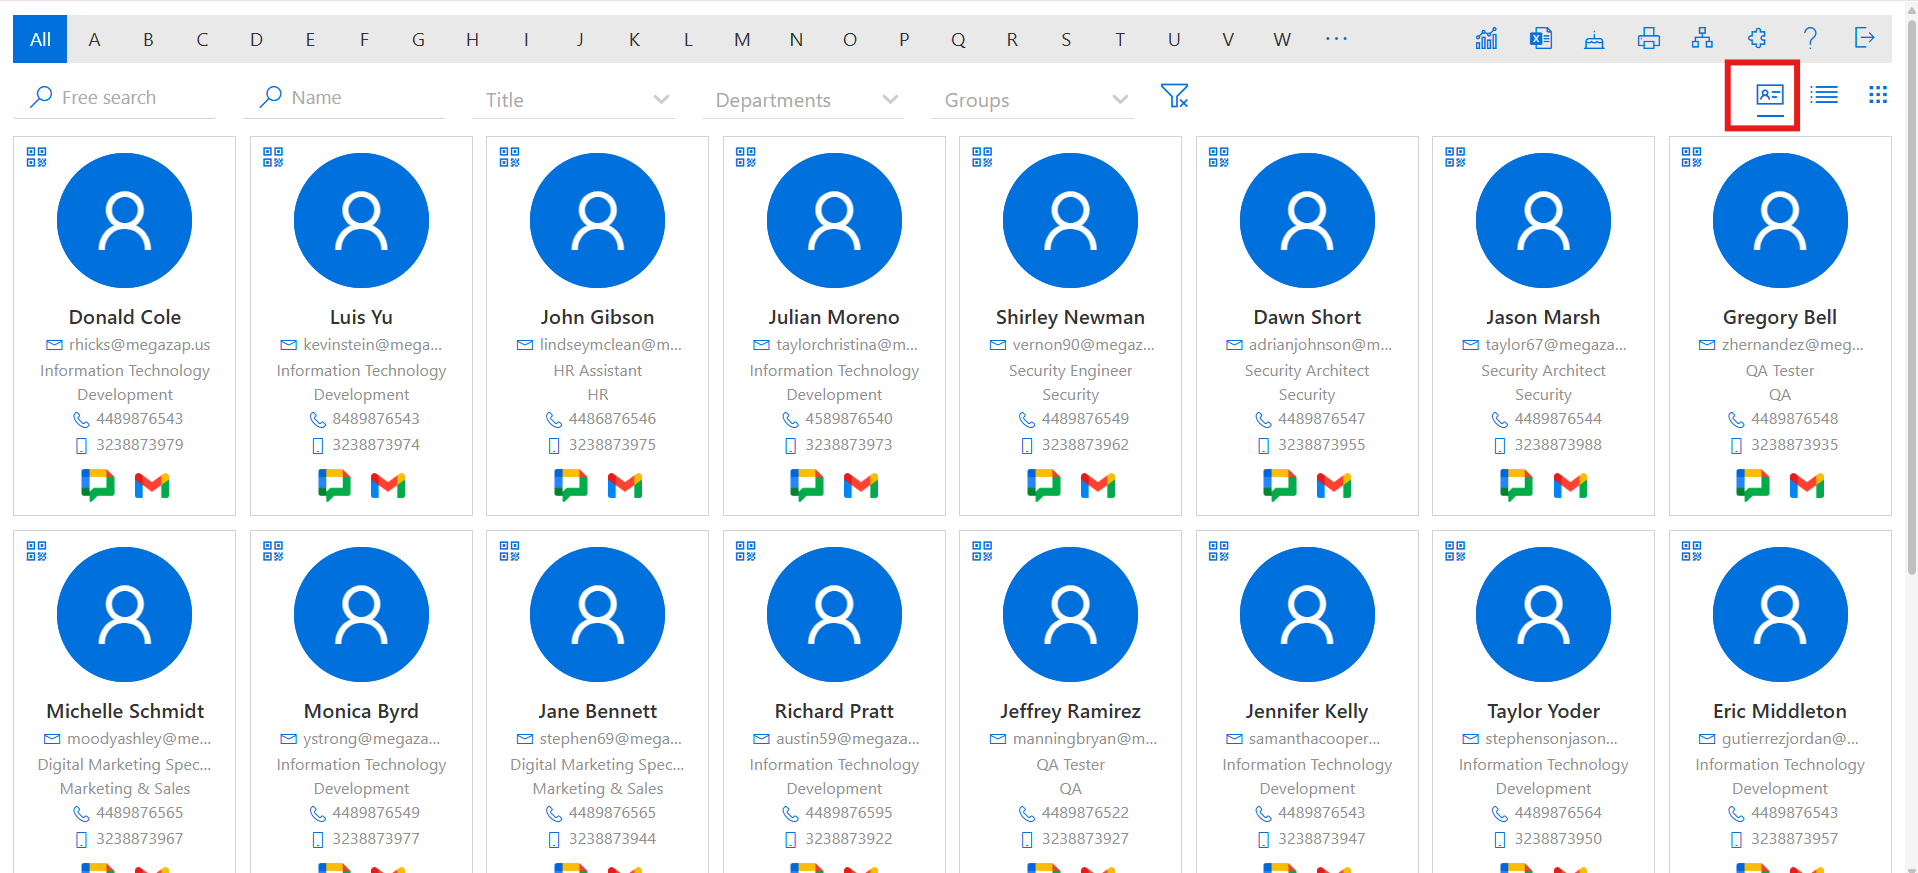 All A B C D E F G H I J K L M N O P Q R S T U V W ...
Free search Name Title Departments Groups
Donald Cole
rhicks@megazap.us
Information Technology
Development
4489876543
3238873979
Luis Yu
kevinstein@mega...
Information Technology
Development
8489876543
3238873974
John Gibson
lindseymclean@m...
HR Assistant
HR
4486876546
3238873975
Julian Moreno
taylorchristina@m...
Information Technology
Development
4589876540
3238873973
Shirley Newman
vernon90@megaz...
Security Engineer
Security
4489876549
3238873962
Dawn Short
adrianjohnson@m...
Security Architect
Security
4489876547
3238873955
Jason Marsh
taylor67@megaza...
Security Architect
Security
4489876544
3238873988
Gregory Bell
zhernandez@meg...
QA Tester
QA
4489876548
3238873935
Michelle Schmidt
moodyashley@me...
Digital Marketing Spec...
Marketing & Sales
4489876565
3238873967
Monica Byrd
ystrong@megaza...
Information Technology
Development
4489876549
3238873977
Jane Bennett
stephen69@mega...
Digital Marketing Spec...
Marketing & Sales
4489876565
3238873944
Richard Pratt
austin59@megaza...
Information Technology
Development
4489876595
3238873922
Jeffrey Ramirez
manningbryan@m...
QA Tester
QA
4489876522
3238873927
Jennifer Kelly
samanthacooper...
Information Technology
Development
4489876543
3238873947
Taylor Yoder
stephensonjason...
Information Technology
Development
4489876564
3238873950
Eric Middleton
gutierrezjordan@...
Information Technology
Development
4489876543
3238873957